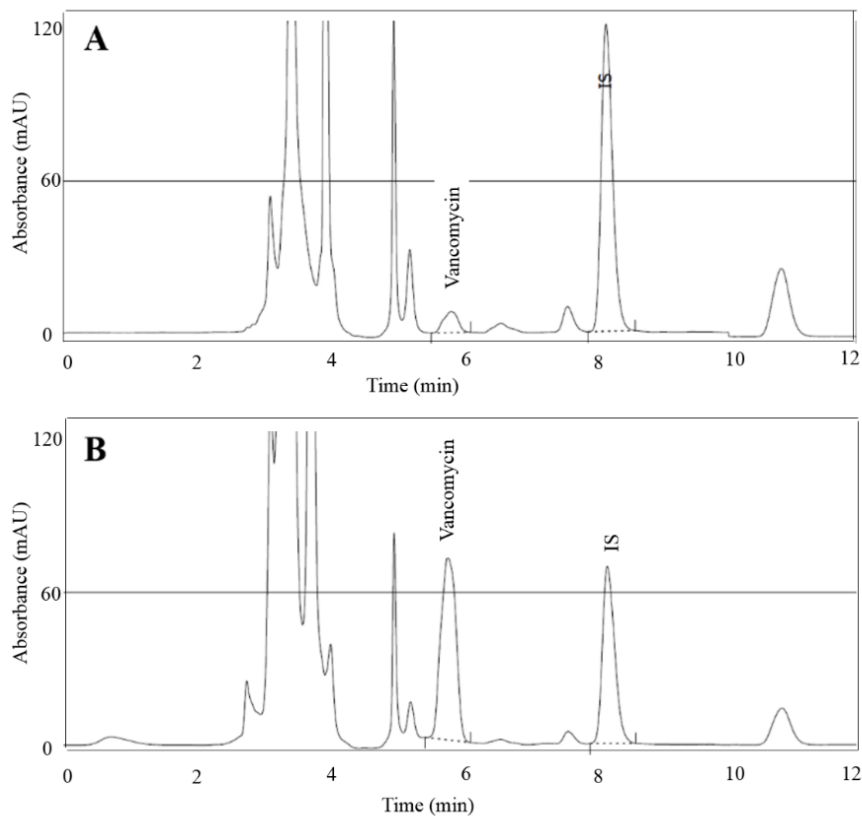 A
120
60
0
Absorbance (mAU)
Vancomycin
IS
0 2 4 6 8 10 12
Time (min)
B
120
60
0
Absorbance (mAU)
Vancomycin
IS
0 2 4 6 8 10 12
Time (min)